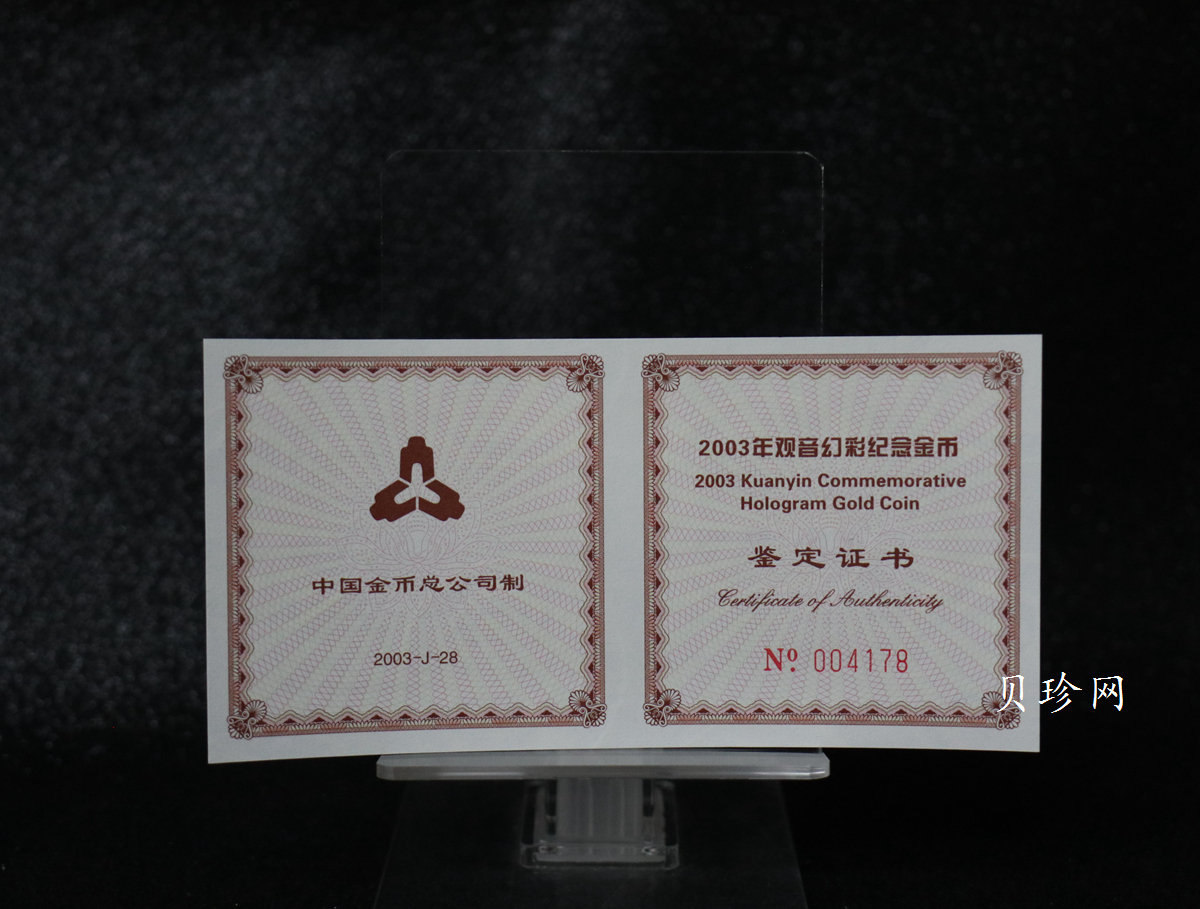 中国金币总公司制
2003-J-28
2003年观音幻彩纪念金币
2003 Kuanyin Commemorative
Hologram Gold Coin
鉴定证书
Certificate of Authenticity
Nº. 004178
贝珍网